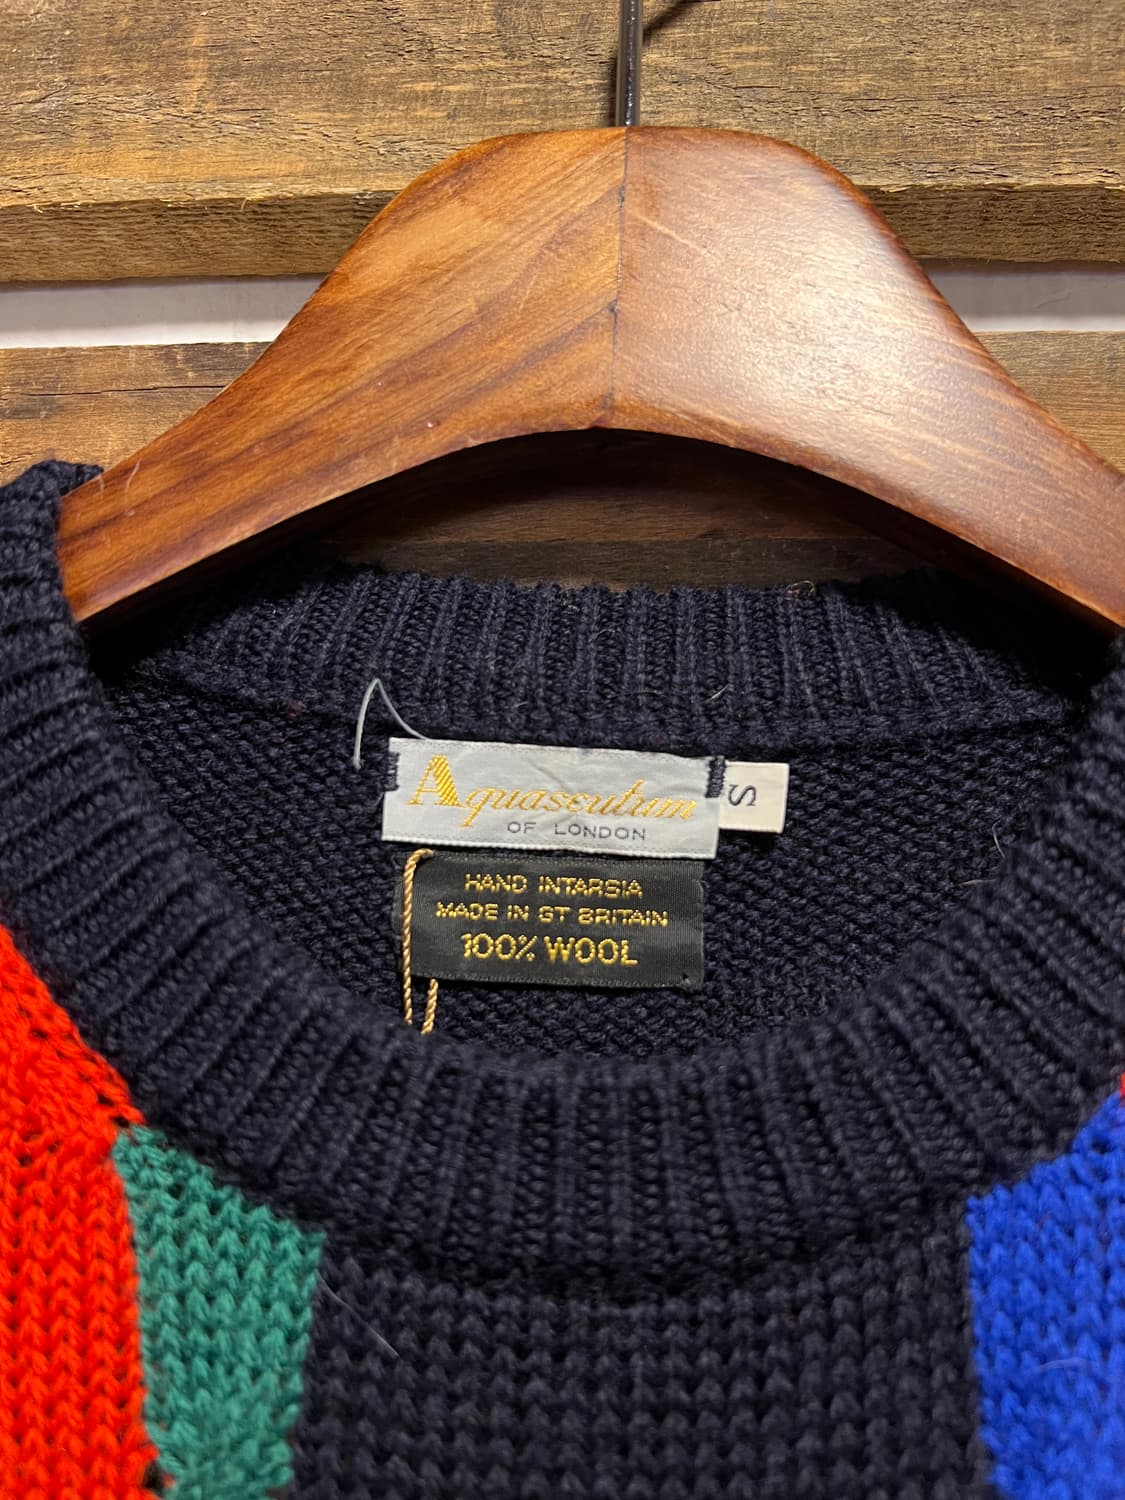 Aquascutum
OF LONDON
S
HAND INTARSIA
MADE IN GT BRITAIN
100% WOOL